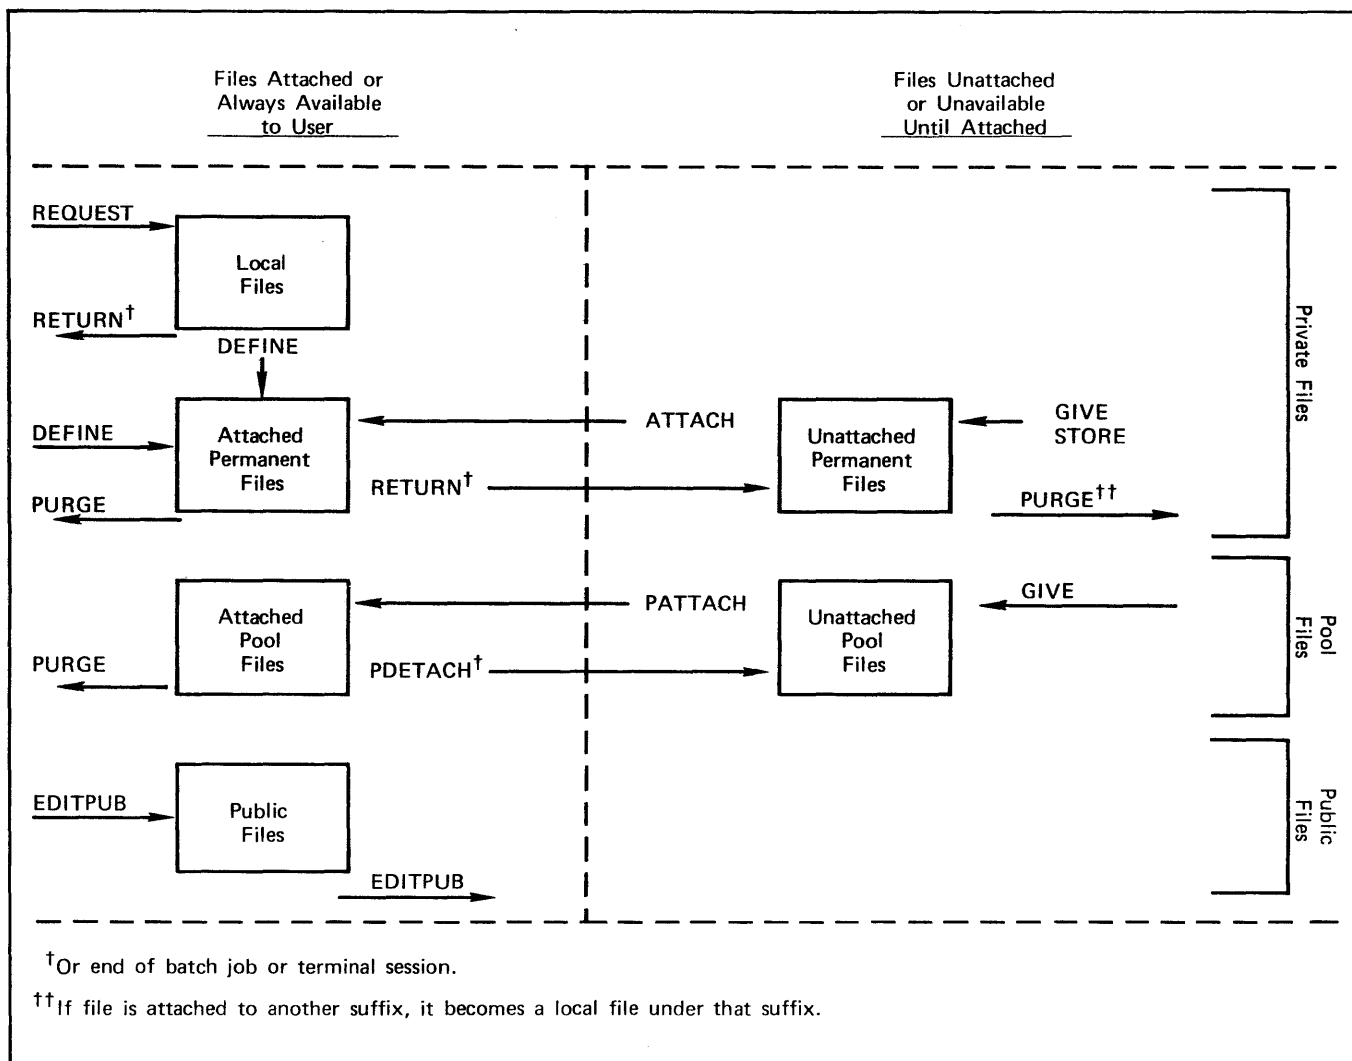 Files Attached or
Always Available
to User
Files Unattached
or Unavailable
Until Attached
REQUEST
Local
Files
RETURN†
DEFINE
DEFINE
Attached
Permanent
Files
PURGE
ATTACH
RETURN†
Unattached
Permanent
Files
GIVE
STORE
PURGE††
Private Files
Attached
Pool
Files
PURGE
PATTACH
PDETACH†
Unattached
Pool
Files
GIVE
Pool
Files
EDITPUB
Public
Files
EDITPUB
Public
Files
†Or end of batch job or terminal session.
††If file is attached to another suffix, it becomes a local file under that suffix.